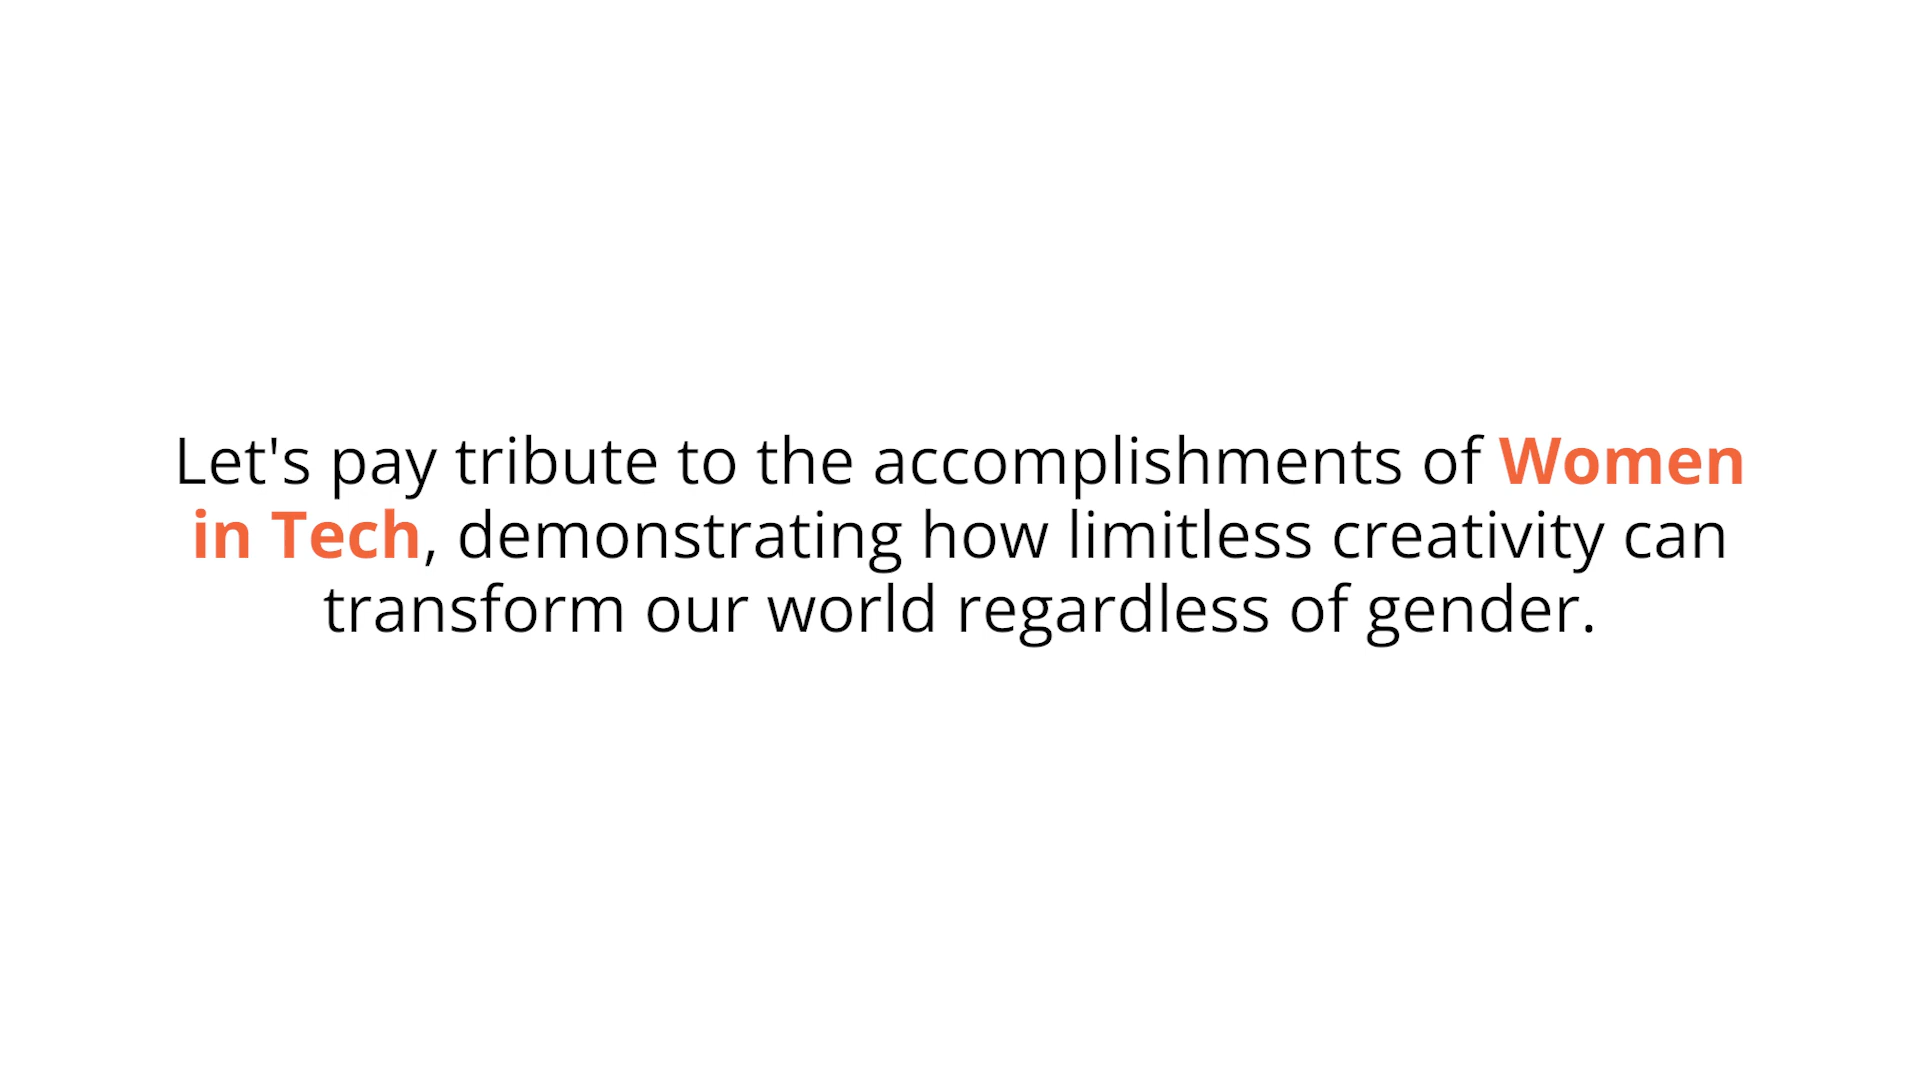 Let's pay tribute to the accomplishments of Women
in Tech, demonstrating how limitless creativity can
transform our world regardless of gender.